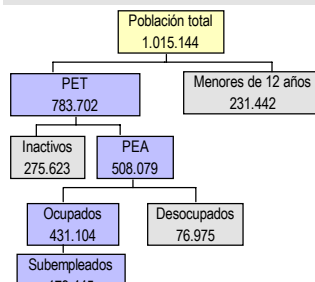 Población total
1.015.144
PET
783.702
Menores de 12 años
231.442
Inactivos
275.623
PEA
508.079
Ocupados
431.104
Desocupados
76.975
Subempleados